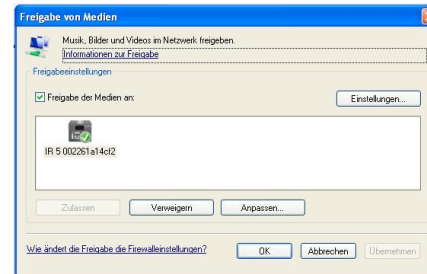 Freigabe von Medien
Musik, Bilder und Videos im Netzwerk freigeben.
Informationen zur Freigabe
Freigabeeinstellungen
Freigabe der Medien an:
Einstellungen...
IR 5 002261a14cf2
Zulassen
Verweigern
Anpassen...
Wie ändert die Freigabe die Firewalleinstellungen?
OK
Abbrechen
Übernehmen